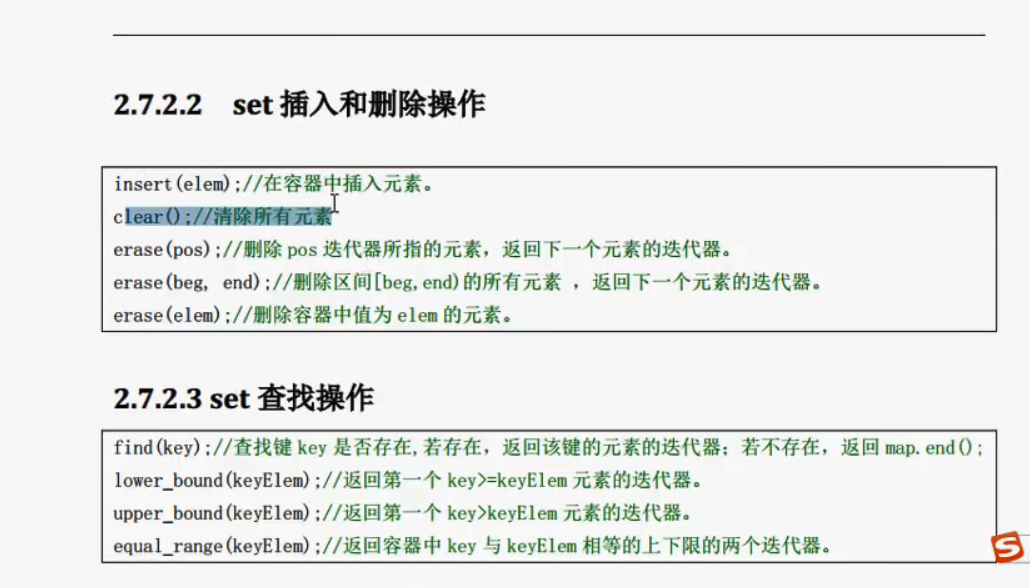 2.7.2.2 set 插入和删除操作
insert(elem);//在容器中插入元素。
clear();//清除所有元素
erase(pos);//删除 pos 迭代器所指的元素，返回下一个元素的迭代器。
erase(beg, end);//删除区间[beg,end)的所有元素 ，返回下一个元素的迭代器。
erase(elem);//删除容器中值为 elem 的元素。
2.7.2.3 set 查找操作
find(key);//查找键 key 是否存在,若存在，返回该键的元素的迭代器；若不存在，返回 map.end();
lower_bound(keyElem);//返回第一个 key>=keyElem 元素的迭代器。
upper_bound(keyElem);//返回第一个 key>keyElem 元素的迭代器。
equal_range(keyElem);//返回容器中 key 与 keyElem 相等的上下限的两个迭代器。
S